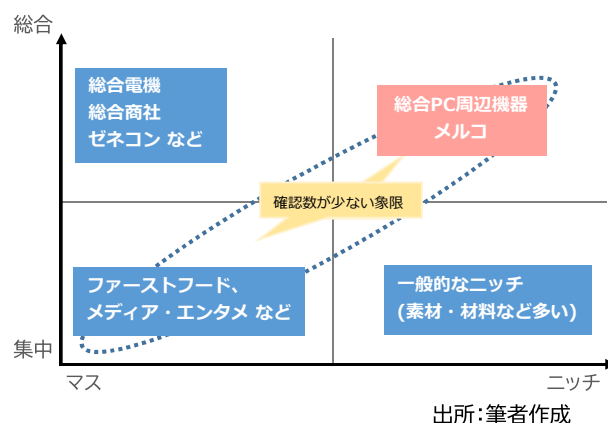 総合
総合電機
総合商社
ゼネコン など
総合PC周辺機器
メルコ
確認数が少ない象限
ファーストフード、
メディア・エンタメ など
一般的なニッチ
(素材・材料など多い)
集中
マス
ニッチ
出所：筆者作成